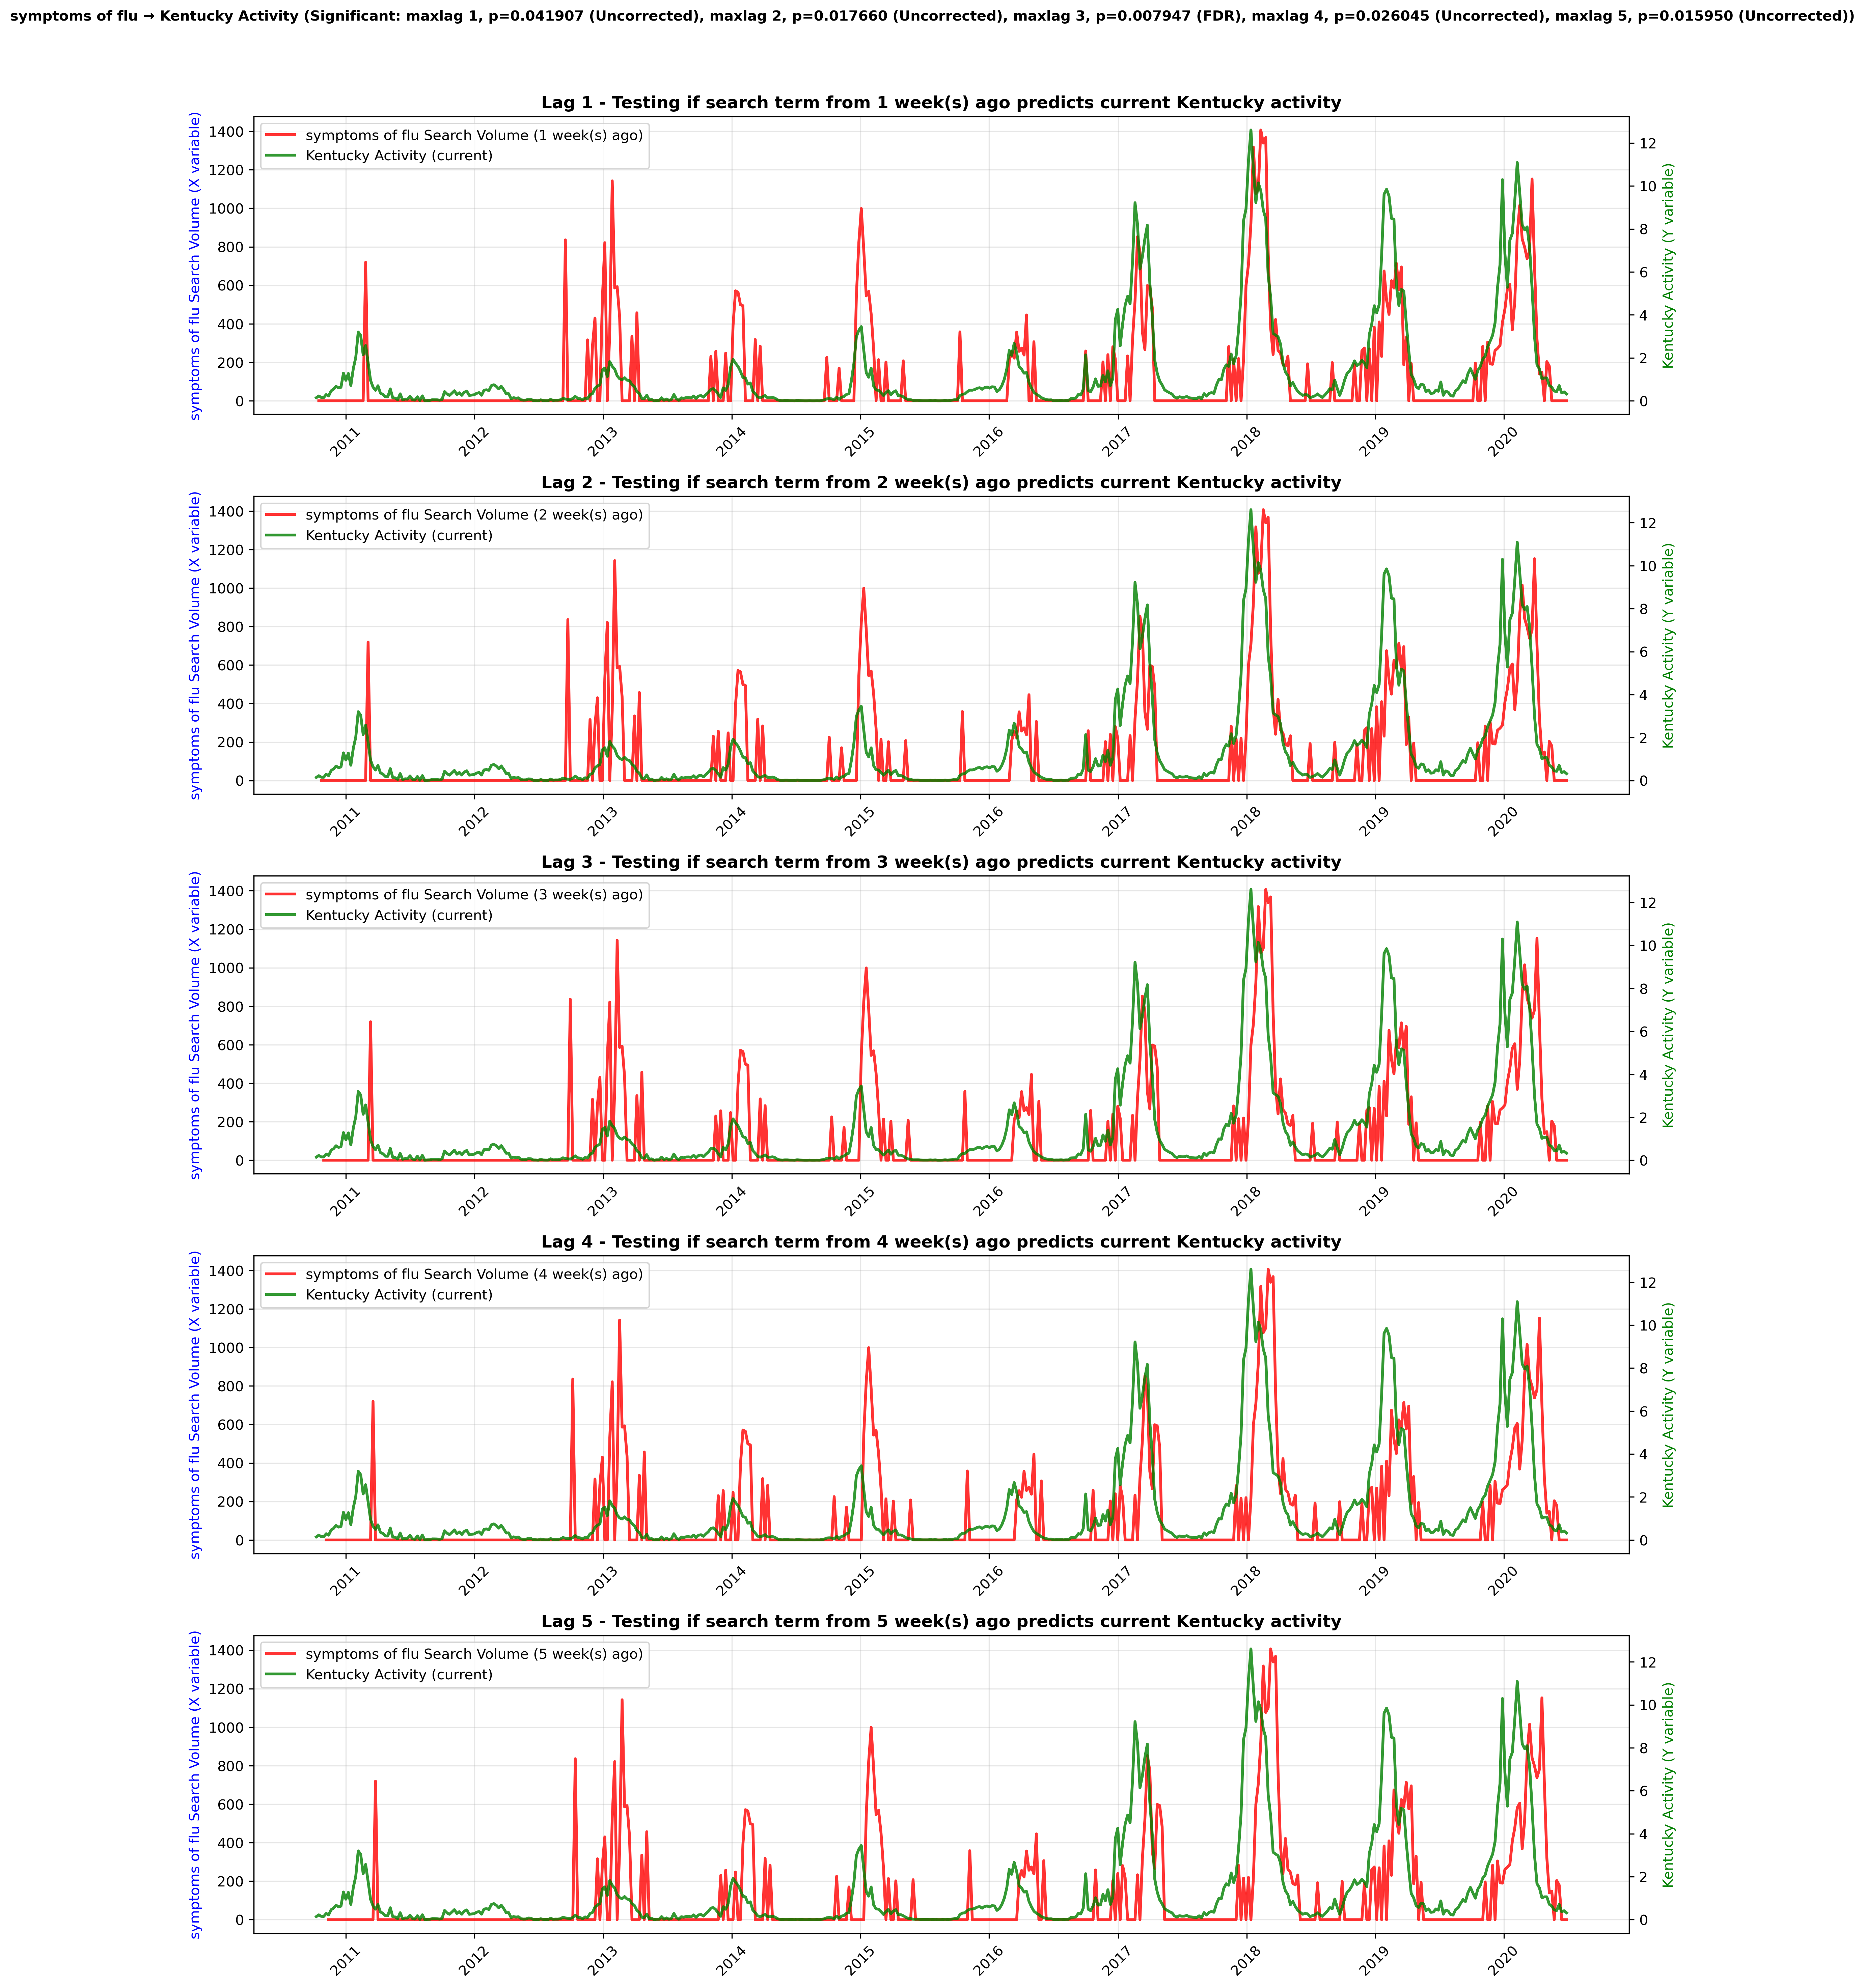 symptoms of flu → Kentucky Activity (Significant: maxlag 1, p=0.041907 (Uncorrected), maxlag 2, p=0.017660 (Uncorrected), maxlag 3, p=0.007947 (FDR), maxlag 4, p=0.026045 (Uncorrected), maxlag 5, p=0.015950 (Uncorrected))
Lag 1 - Testing if search term from 1 week(s) ago predicts current Kentucky activity
symptoms of flu Search Volume (1 week(s) ago)
Kentucky Activity (current)
symptoms of flu Search Volume (X variable)
1400
1200
1000
800
600
400
200
0
12
10
8
6
4
2
0
Kentucky Activity (Y variable)
2011 2012 2013 2014 2015 2016 2017 2018 2019 2020
Lag 2 - Testing if search term from 2 week(s) ago predicts current Kentucky activity
symptoms of flu Search Volume (2 week(s) ago)
Kentucky Activity (current)
symptoms of flu Search Volume (X variable)
1400
1200
1000
800
600
400
200
0
12
10
8
6
4
2
0
Kentucky Activity (Y variable)
2011 2012 2013 2014 2015 2016 2017 2018 2019 2020
Lag 3 - Testing if search term from 3 week(s) ago predicts current Kentucky activity
symptoms of flu Search Volume (3 week(s) ago)
Kentucky Activity (current)
symptoms of flu Search Volume (X variable)
1400
1200
1000
800
600
400
200
0
12
10
8
6
4
2
0
Kentucky Activity (Y variable)
2011 2012 2013 2014 2015 2016 2017 2018 2019 2020
Lag 4 - Testing if search term from 4 week(s) ago predicts current Kentucky activity
symptoms of flu Search Volume (4 week(s) ago)
Kentucky Activity (current)
symptoms of flu Search Volume (X variable)
1400
1200
1000
800
600
400
200
0
12
10
8
6
4
2
0
Kentucky Activity (Y variable)
2011 2012 2013 2014 2015 2016 2017 2018 2019 2020
Lag 5 - Testing if search term from 5 week(s) ago predicts current Kentucky activity
symptoms of flu Search Volume (5 week(s) ago)
Kentucky Activity (current)
symptoms of flu Search Volume (X variable)
1400
1200
1000
800
600
400
200
0
12
10
8
6
4
2
0
Kentucky Activity (Y variable)
2011 2012 2013 2014 2015 2016 2017 2018 2019 2020